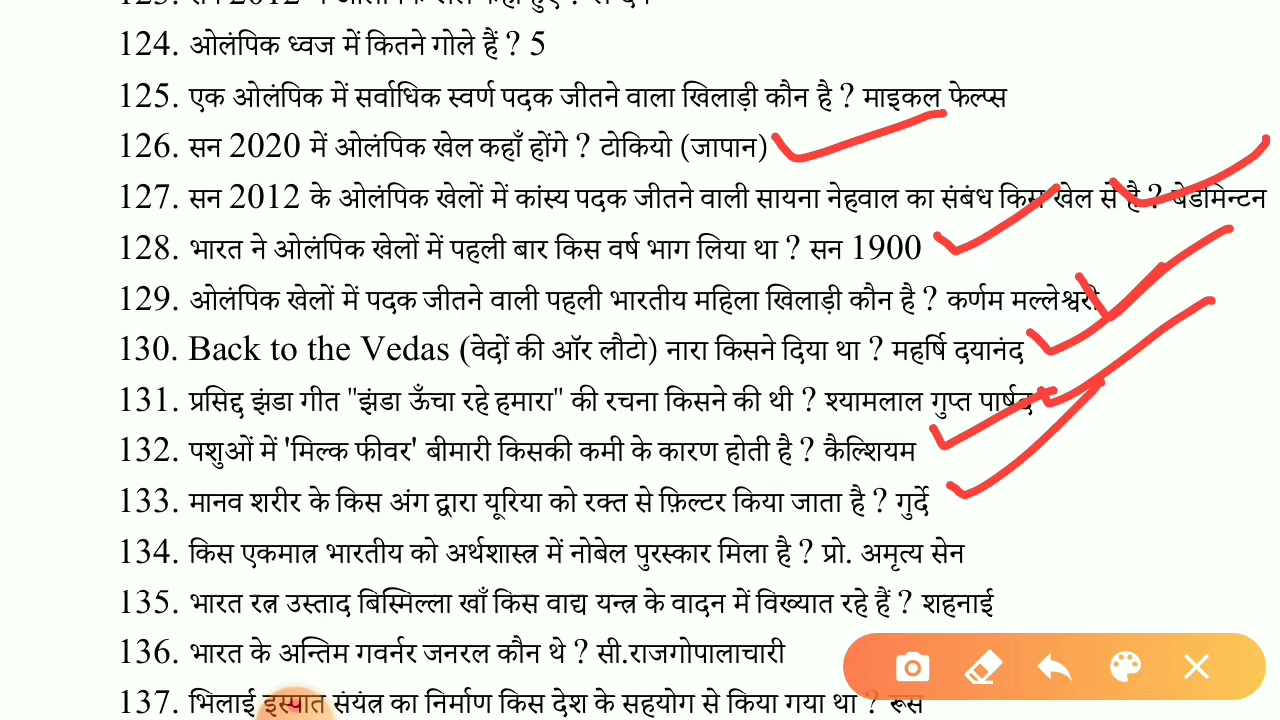 124. ओलंपिक ध्वज में कितने गोले हैं ? 5
125. एक ओलंपिक में सर्वाधिक स्वर्ण पदक जीतने वाला खिलाड़ी कौन है ? माइकल फेल्प्स
126. सन 2020 में ओलंपिक खेल कहाँ होंगे ? टोकियो (जापान)
127. सन 2012 के ओलंपिक खेलों में कांस्य पदक जीतने वाली सायना नेहवाल का संबंध किस खेल से है ? बेडमिन्टन
128. भारत ने ओलंपिक खेलों में पहली बार किस वर्ष भाग लिया था ? सन 1900
129. ओलंपिक खेलों में पदक जीतने वाली पहली भारतीय महिला खिलाड़ी कौन है ? कर्णम मल्लेश्वरी
130. Back to the Vedas (वेदों की ऑर लौटो) नारा किसने दिया था ? महर्षि दयानंद
131. प्रसिद्द झंडा गीत "झंडा ऊँचा रहे हमारा" की रचना किसने की थी ? श्यामलाल गुप्त पार्षद
132. पशुओं में 'मिल्क फीवर' बीमारी किसकी कमी के कारण होती है ? कैल्शियम
133. मानव शरीर के किस अंग द्वारा यूरिया को रक्त से फ़िल्टर किया जाता है ? गुर्दे
134. किस एकमात्र भारतीय को अर्थशास्त्र में नोबेल पुरस्कार मिला है ? प्रो. अमृत्य सेन
135. भारत रत्न उस्ताद बिस्मिल्ला खाँ किस वाद्य यन्त्र के वादन में विख्यात रहे हैं ? शहनाई
136. भारत के अन्तिम गवर्नर जनरल कौन थे ? सी.राजगोपालाचारी
137. भिलाई इस्पात संयंत्र का निर्माण किस देश के सहयोग से किया गया था ? रूस